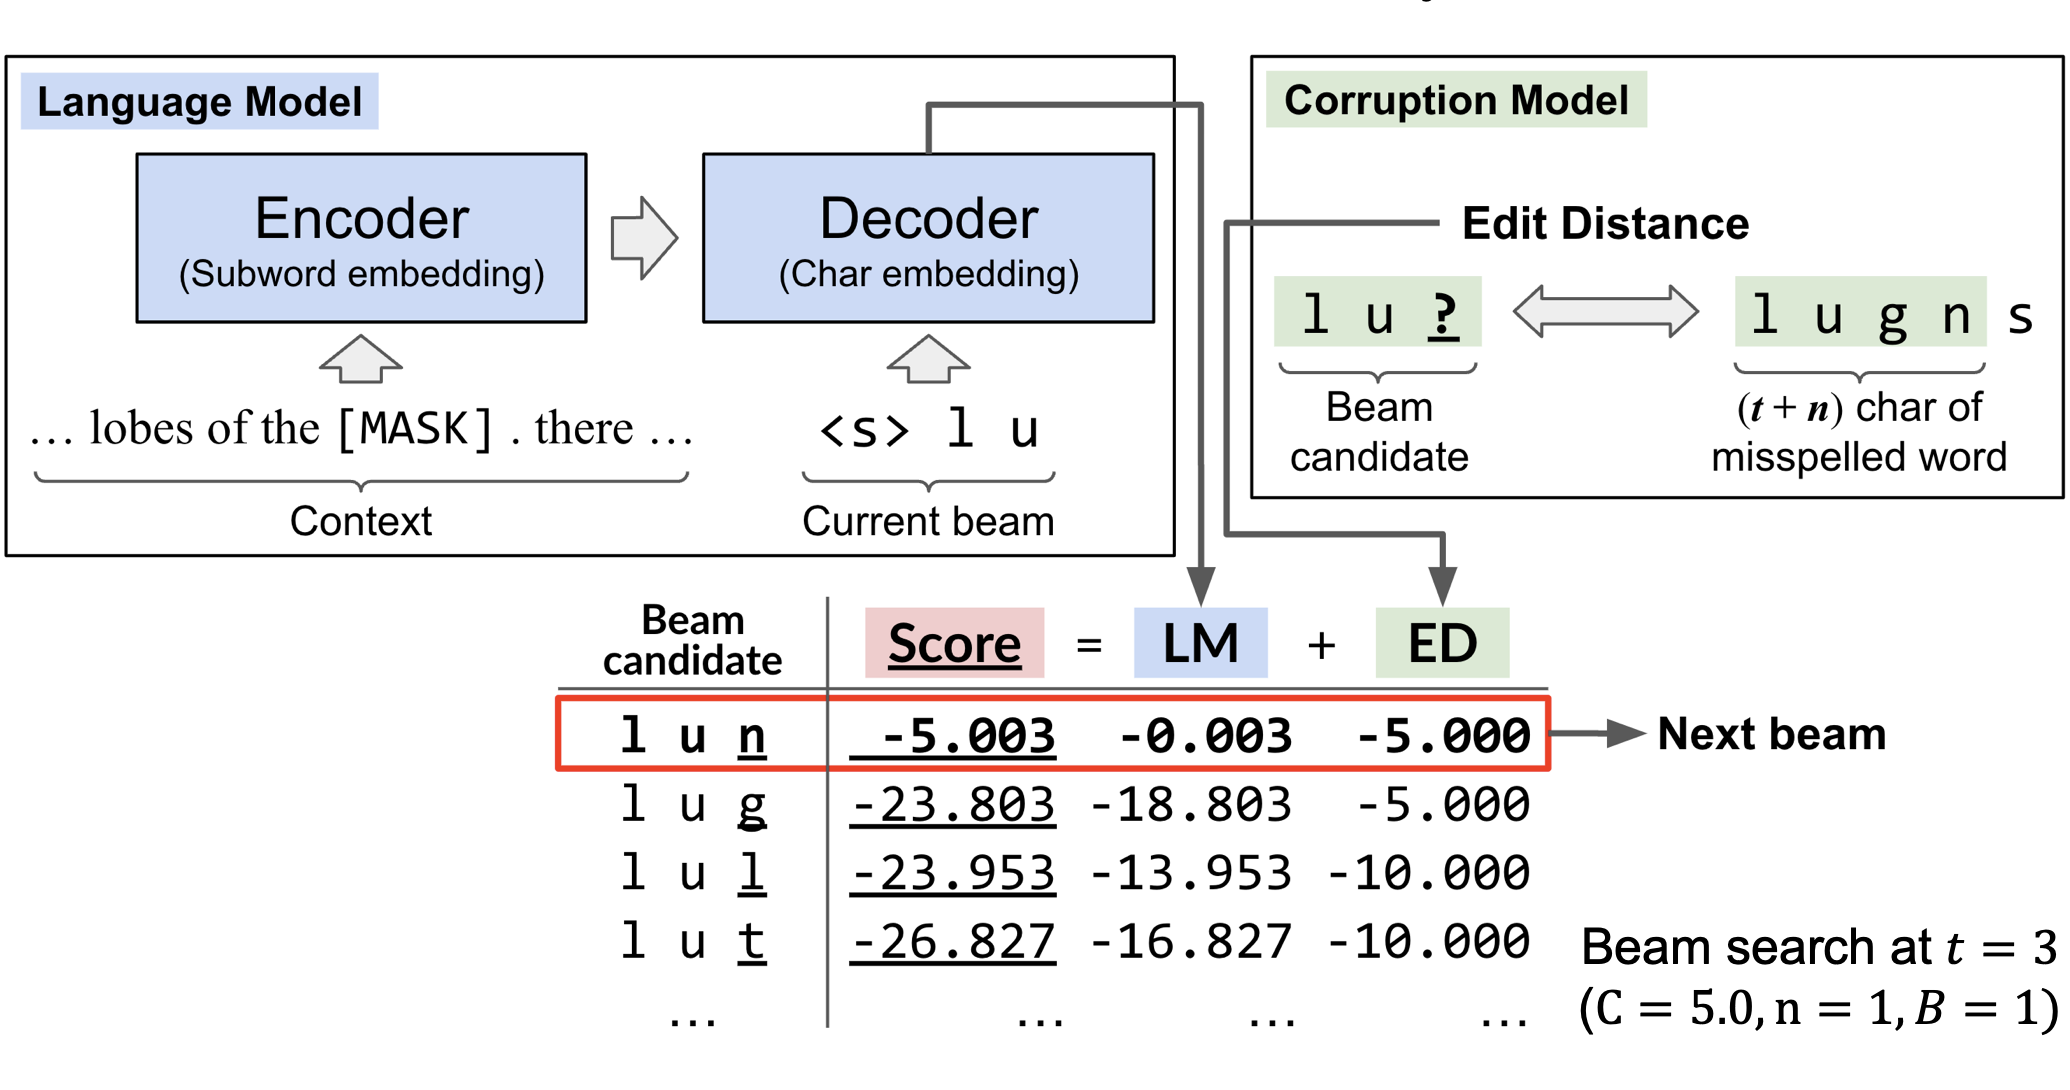 Language Model
Encoder
(Subword embedding)
Decoder
(Char embedding)
… lobes of the [MASK] . there …
Context
<s> l u
Current beam
Corruption Model
Edit Distance
l u ?
l u g n s
Beam
candidate
(t + n) char of
misspelled word
Beam
candidate
Score = LM + ED
l u n -5.003 -0.003 -5.000
Next beam
l u g -23.803 -18.803 -5.000
l u l -23.953 -13.953 -10.000
l u t -26.827 -16.827 -10.000
… … … …
Beam search at t = 3
(C = 5.0, n = 1, B = 1)